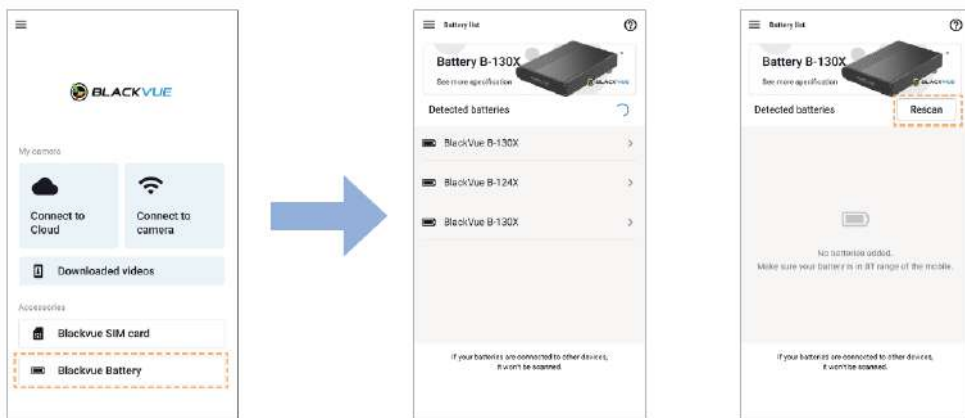 BLACKVUE
My camera
Connect to
Cloud
Connect to
camera
Downloaded videos
Accessories
Blackvue SIM card
Blackvue Battery
Battery list
Battery B-130X
See more specification
BLACKVUE
Detected batteries
BlackVue B-130X
BlackVue B-124X
BlackVue B-130X
If your batteries are connected to other devices,
it won't be scanned.
Battery list
Battery B-130X
See more specification
BLACKVUE
Detected batteries
Rescan
No batteries added.
Make sure your battery is in BT range of the mobile.
If your batteries are connected to other devices,
it won't be scanned.